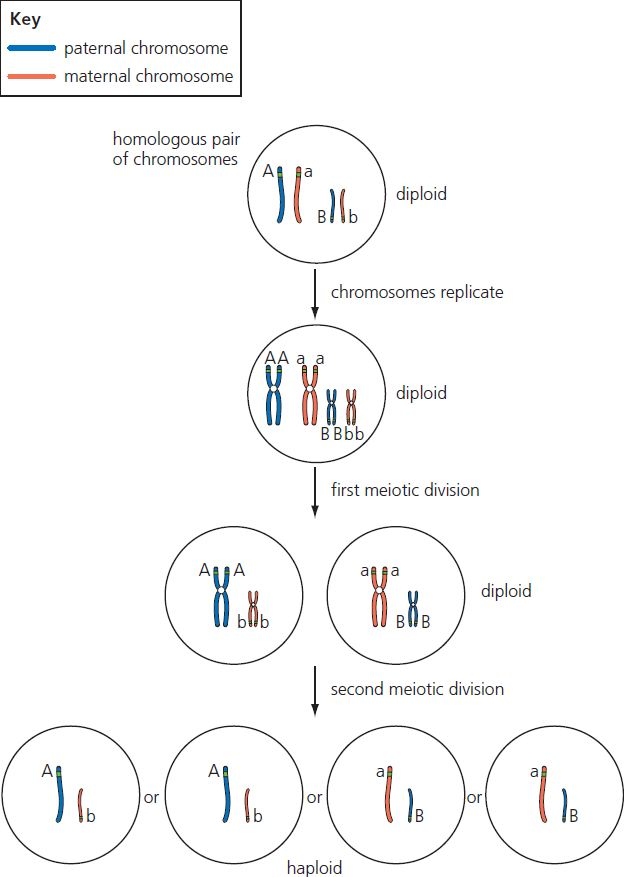 Key
paternal chromosome
maternal chromosome
homologous pair
of chromosomes
A a
B b
diploid
chromosomes replicate
AA a a
B Bbb
diploid
first meiotic division
A A
b b
a a
B B
diploid
second meiotic division
A
b
or
A
b
or
a
B
or
a
B
haploid